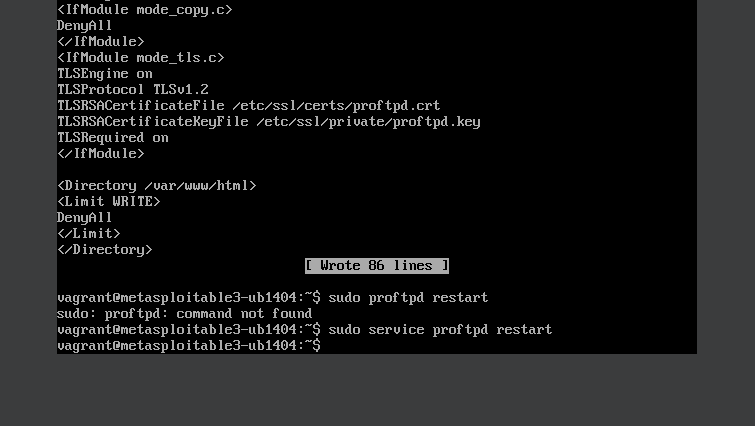 <IfModule mode_copy.c>
DenyAll
</IfModule>
<IfModule mode_tls.c>
TLSEngine on
TLSProtocol TLSv1.2
TLSRSACertificateFile /etc/ssl/certs/proftpd.crt
TLSRSACertificateKeyFile /etc/ssl/private/proftpd.key
TLSRequired on
</IfModule>
<Directory /var/www/html>
<Limit WRITE>
DenyAll
</Limit>
</Directory>
[ Wrote 86 lines ]
vagrant@metasploitable3-ub1404:~$ sudo proftpd restart
sudo: proftpd: command not found
vagrant@metasploitable3-ub1404:~$ sudo service proftpd restart
vagrant@metasploitable3-ub1404:~$